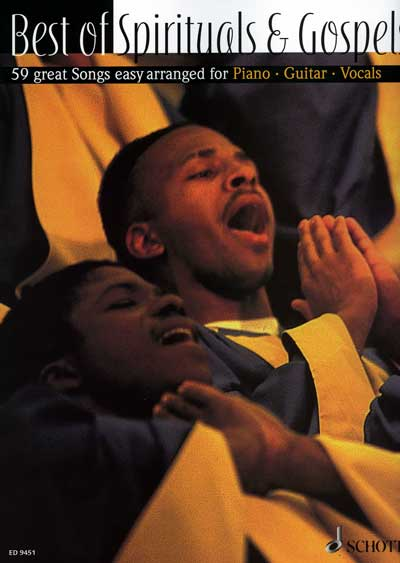 Best of Spirituals & Gospels
59 great Songs easy arranged for Piano · Guitar · Vocals
ED 9451
SCHOTT